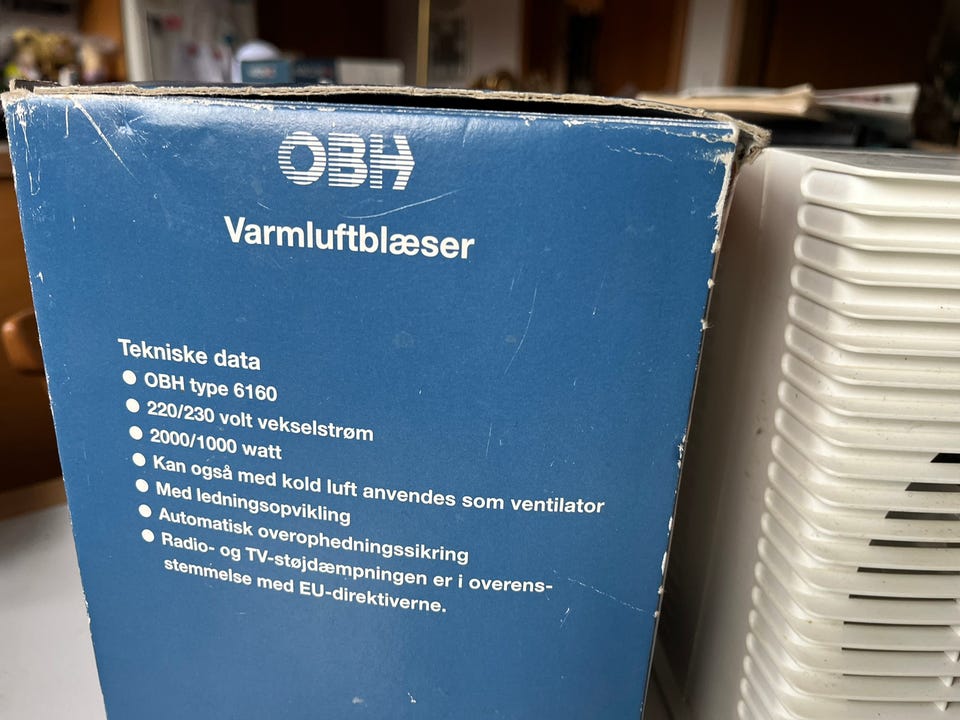 OBH
Varmluftblæser
Tekniske data
● OBH type 6160
● 220/230 volt vekselstrøm
● 2000/1000 watt
● Kan også med kold luft anvendes som ventilator
● Med ledningsopvikling
● Automatisk overophedningssikring
● Radio- og TV-støjdæmpningen er i overens-
stemmelse med EU-direktiverne.